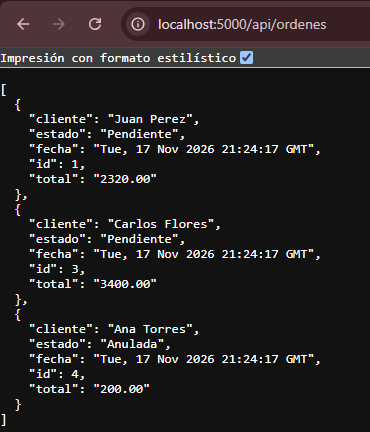 localhost:5000/api/ordenes
Impresión con formato estilístico
[
  {
    "cliente": "Juan Perez",
    "estado": "Pendiente",
    "fecha": "Tue, 17 Nov 2026 21:24:17 GMT",
    "id": 1,
    "total": "2320.00"
  },
  {
    "cliente": "Carlos Flores",
    "estado": "Pendiente",
    "fecha": "Tue, 17 Nov 2026 21:24:17 GMT",
    "id": 3,
    "total": "3400.00"
  },
  {
    "cliente": "Ana Torres",
    "estado": "Anulada",
    "fecha": "Tue, 17 Nov 2026 21:24:17 GMT",
    "id": 4,
    "total": "200.00"
  }
]